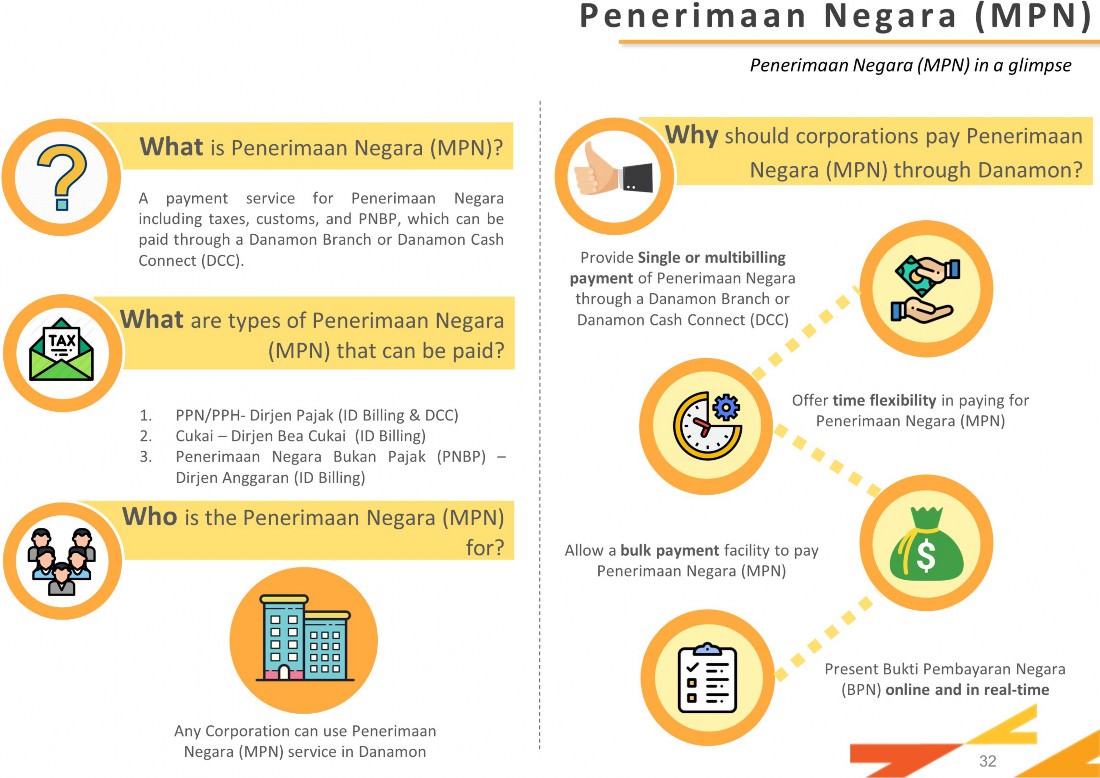 Penerimaan Negara (MPN)
Penerimaan Negara (MPN) in a glimpse
What is Penerimaan Negara (MPN)?
A payment service for Penerimaan Negara
including taxes, customs, and PNBP, which can be
paid through a Danamon Branch or Danamon Cash
Connect (DCC).
TAX
What are types of Penerimaan Negara
(MPN) that can be paid?
1. PPN/PPH- Dirjen Pajak (ID Billing & DCC)
2. Cukai – Dirjen Bea Cukai (ID Billing)
3. Penerimaan Negara Bukan Pajak (PNBP) –
Dirjen Anggaran (ID Billing)
Who is the Penerimaan Negara (MPN)
for?
Any Corporation can use Penerimaan
Negara (MPN) service in Danamon
Why should corporations pay Penerimaan
Negara (MPN) through Danamon?
Provide Single or multibilling
payment of Penerimaan Negara
through a Danamon Branch or
Danamon Cash Connect (DCC)
Offer time flexibility in paying for
Penerimaan Negara (MPN)
Allow a bulk payment facility to pay
Penerimaan Negara (MPN)
$
Present Bukti Pembayaran Negara
(BPN) online and in real-time
32